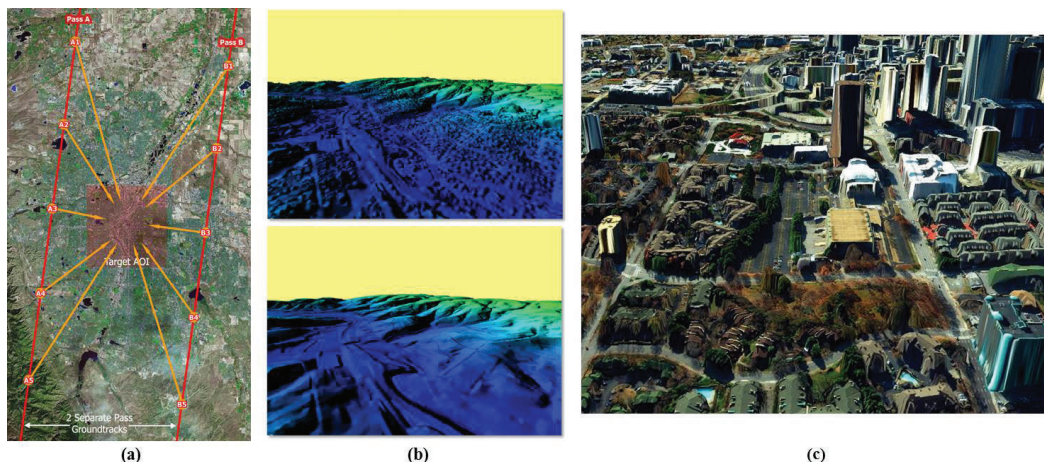 Pass A
Pass B
A1
B1
A2
B2
A3
B3
Target AOI
A4
B4
A5
B5
2 Separate Pass
Groundtracks
(a)
(b)
(c)